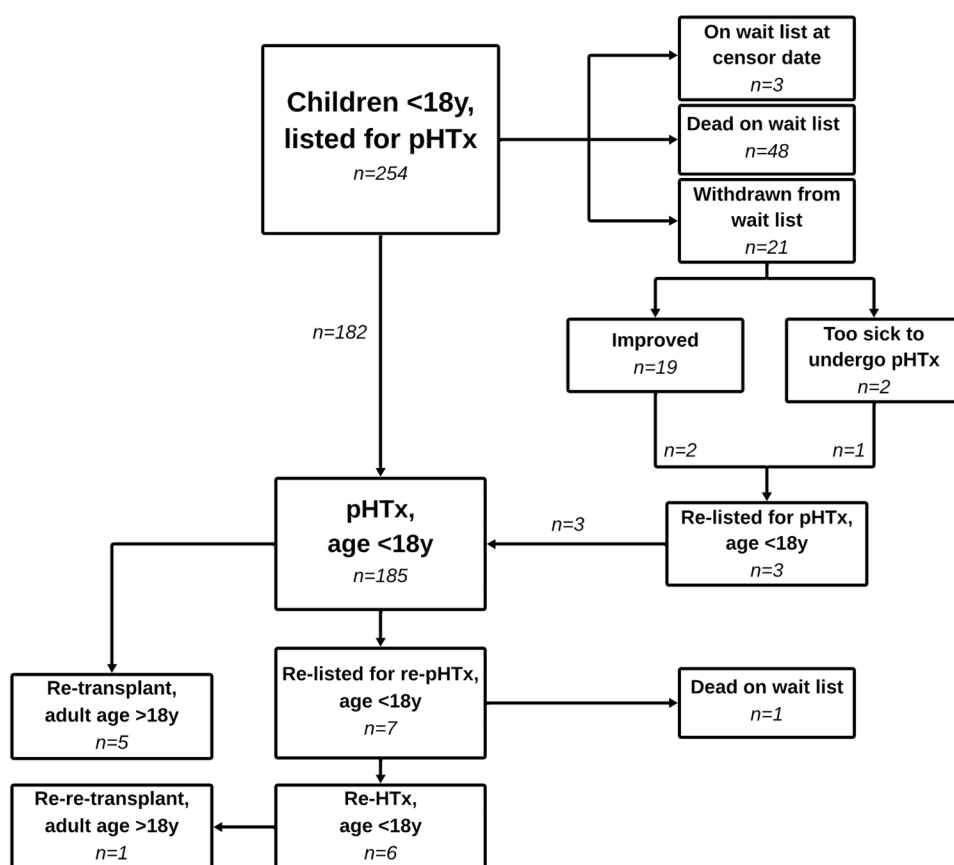 Children <18y,
listed for pHTx
n=254
On wait list at
censor date
n=3
Dead on wait list
n=48
Withdrawn from
wait list
n=21
n=182
Improved
n=19
Too sick to
undergo pHTx
n=2
n=2
n=1
pHTx,
age <18y
n=185
n=3
Re-listed for pHTx,
age <18y
n=3
Re-transplant,
adult age >18y
n=5
Re-listed for re-pHTx,
age <18y
n=7
Dead on wait list
n=1
Re-re-transplant,
adult age >18y
n=1
Re-HTx,
age <18y
n=6